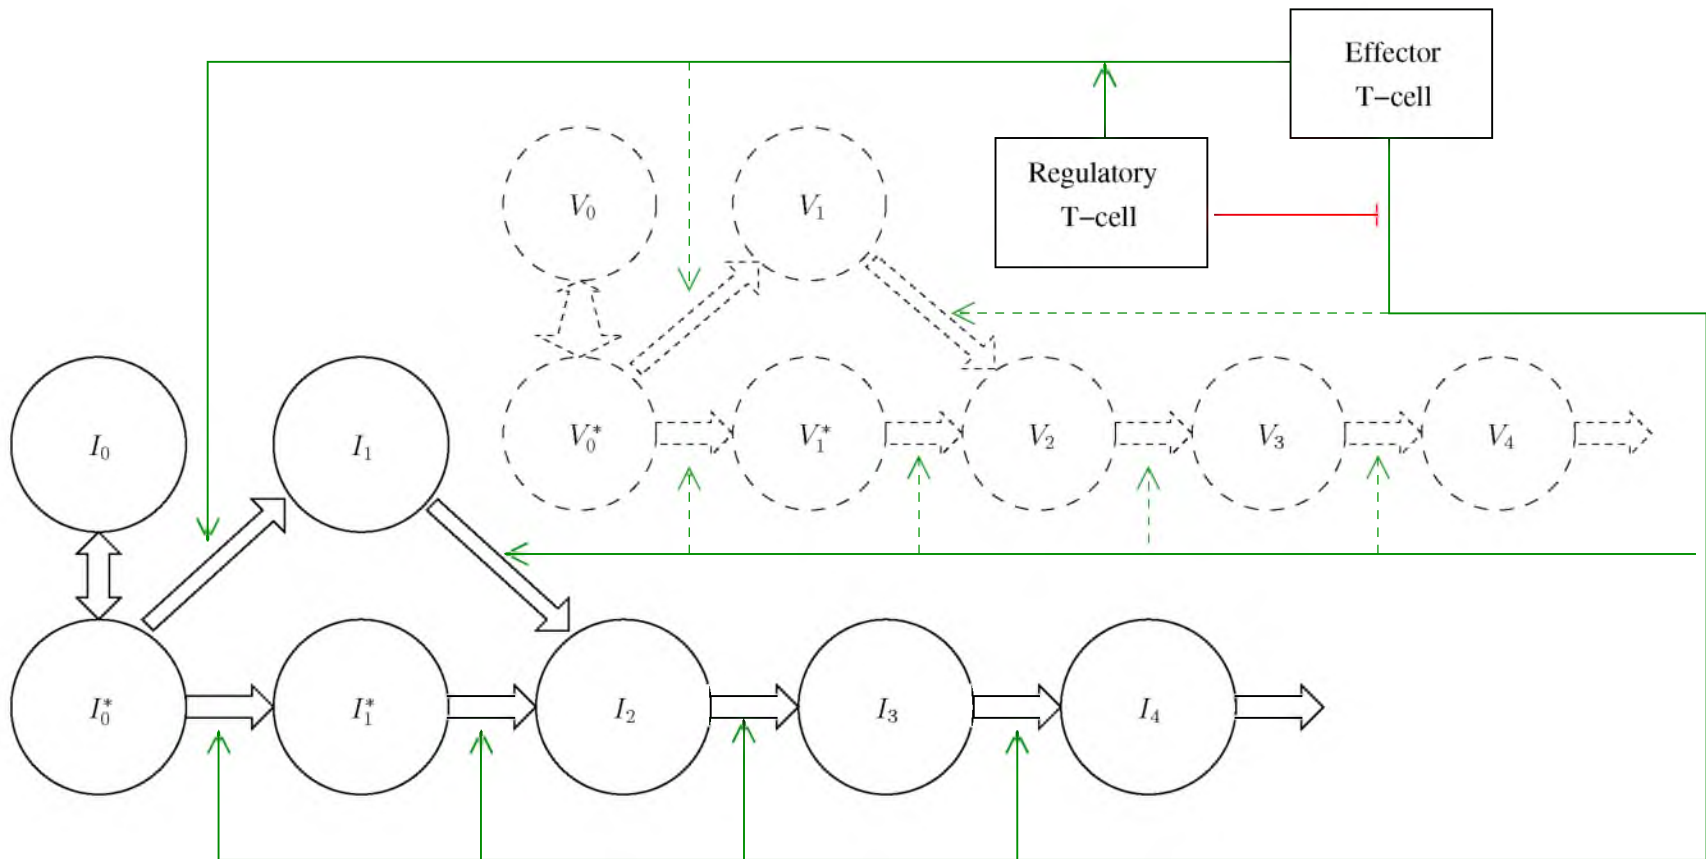 Effector
T−cell
Regulatory
T−cell
V₀
V₁
I₀
I₁
V₀*
V₁*
V₂
V₃
V₄
I₀*
I₁*
I₂
I₃
I₄